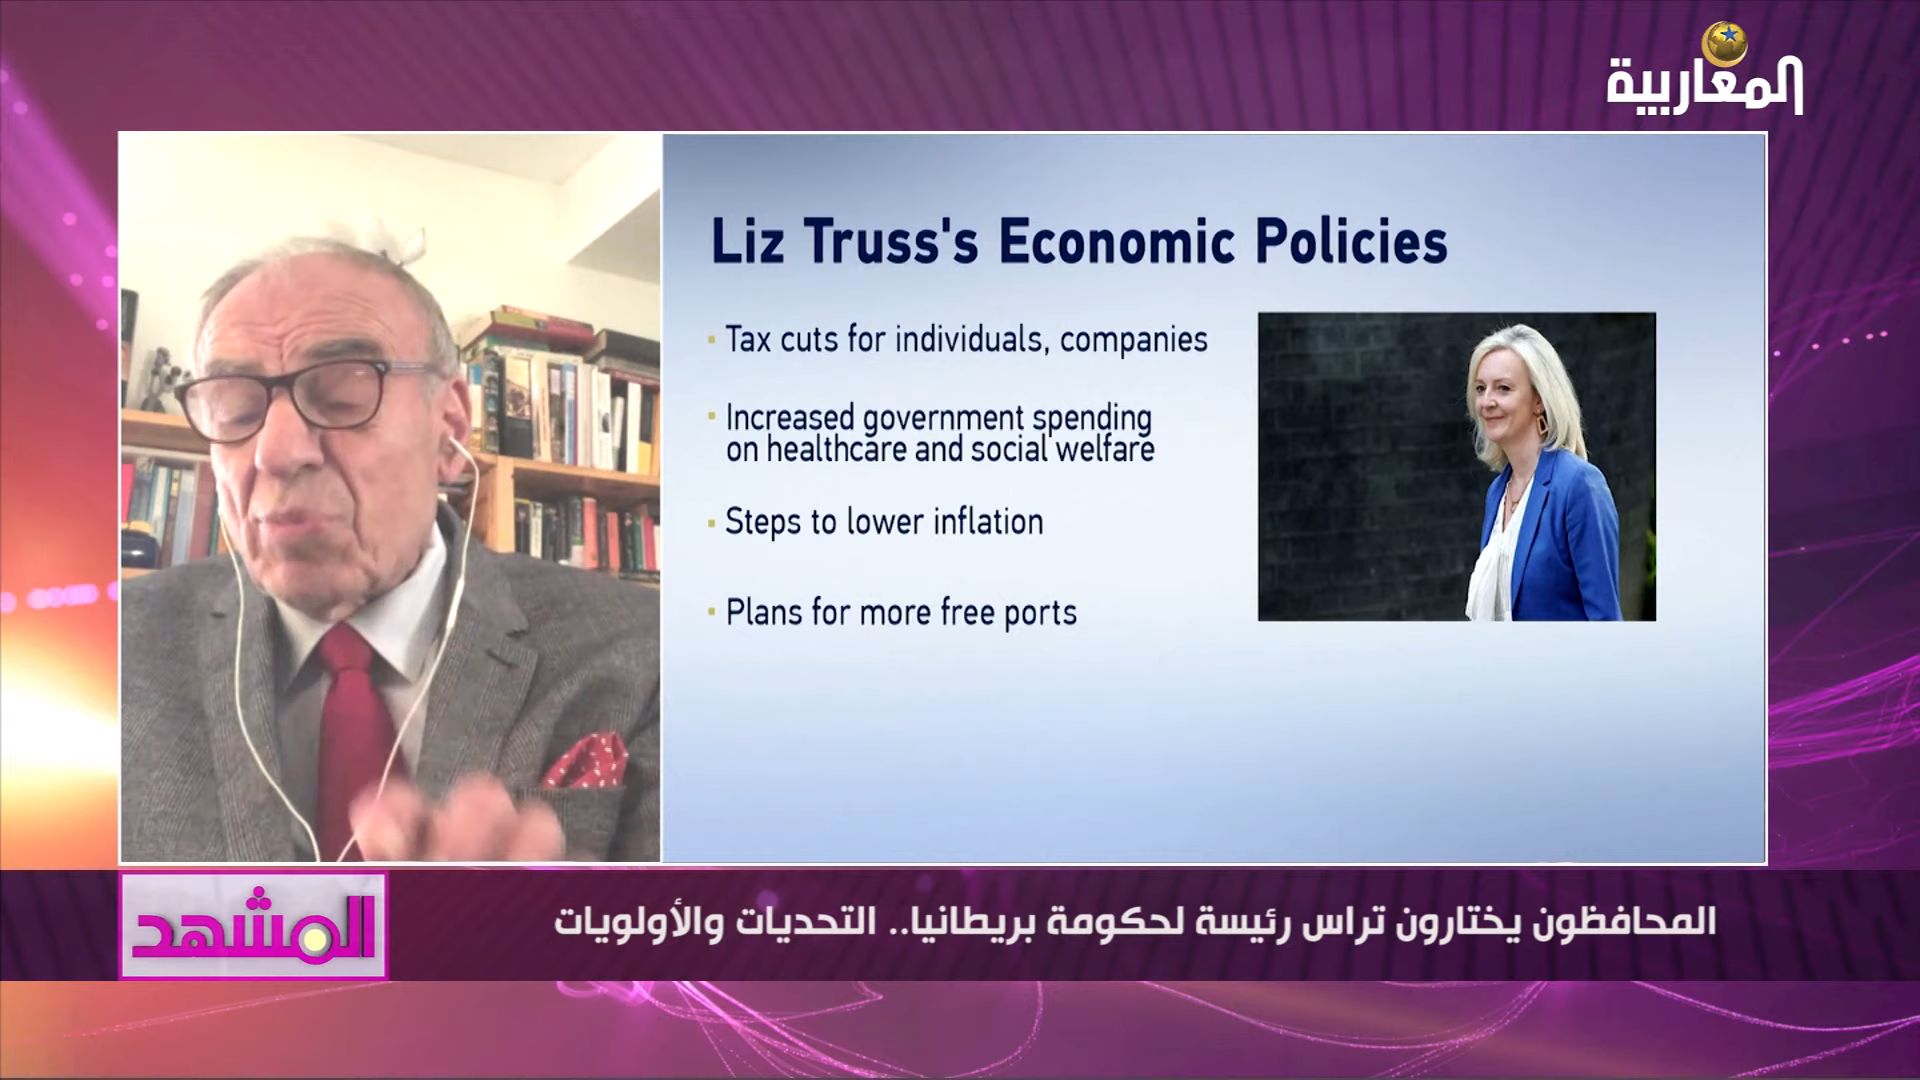 المغاربية
Liz Truss's Economic Policies
Tax cuts for individuals, companies
Increased government spending
on healthcare and social welfare
Steps to lower inflation
Plans for more free ports
المحافظون يختارون تراس رئيسة لحكومة بريطانيا.. التحديات والأولويات
المشهد